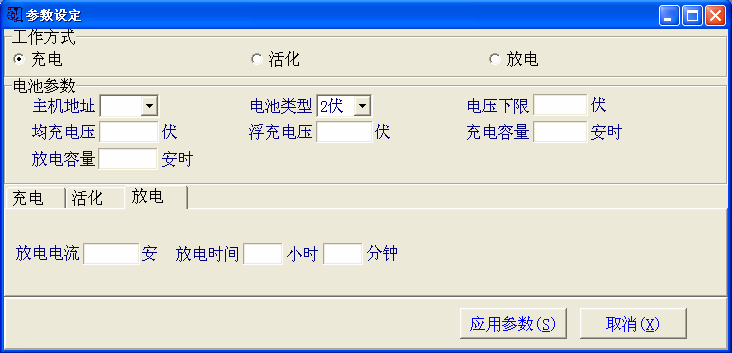 参数设定
工作方式
充电 活化 放电
电池参数
主机地址 电池类型 2伏 电压下限 伏
均充电压 伏 浮充电压 伏 充电容量 安时
放电容量 安时
充电 活化 放电
放电电流 安 放电时间 小时 分钟
应用参数(S) 取消(X)